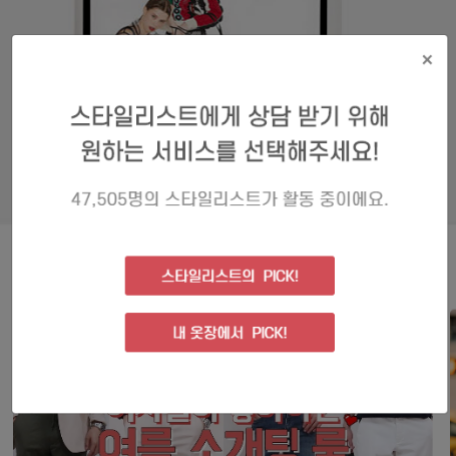 ×
스타일리스트에게 상담 받기 위해
원하는 서비스를 선택해주세요!
47,505명의 스타일리스트가 활동 중이에요.
스타일리스트의 PICK!
내 옷장에서 PICK!
여름 소개팅 룩